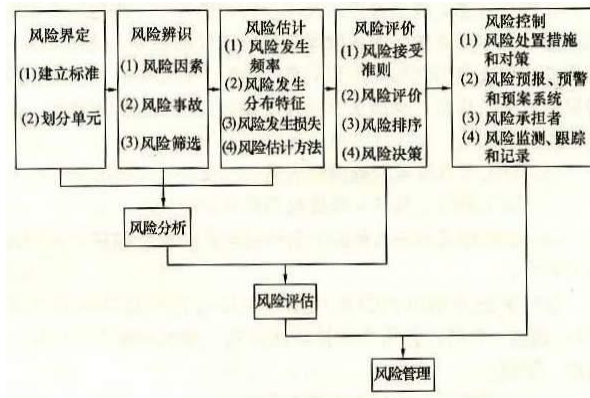 风险界定
(1)建立标准
(2)划分单元
风险辨识
(1)风险因素
(2)风险事故
(3)风险筛选
风险估计
(1) 风险发生
频率
(2)风险发生
分布特征
(3)风险发生损失
(4)风险估计方法
风险评价
(1)风险接受
准则
(2)风险评价
(3)风险排序
(4)风险决策
风险控制
(1) 风险处置措施
和对策
(2) 风险预报、预警
和预案系统
(3) 风险承担者
(4) 风险监测、跟踪
和记录
风险分析
风险评估
风险管理